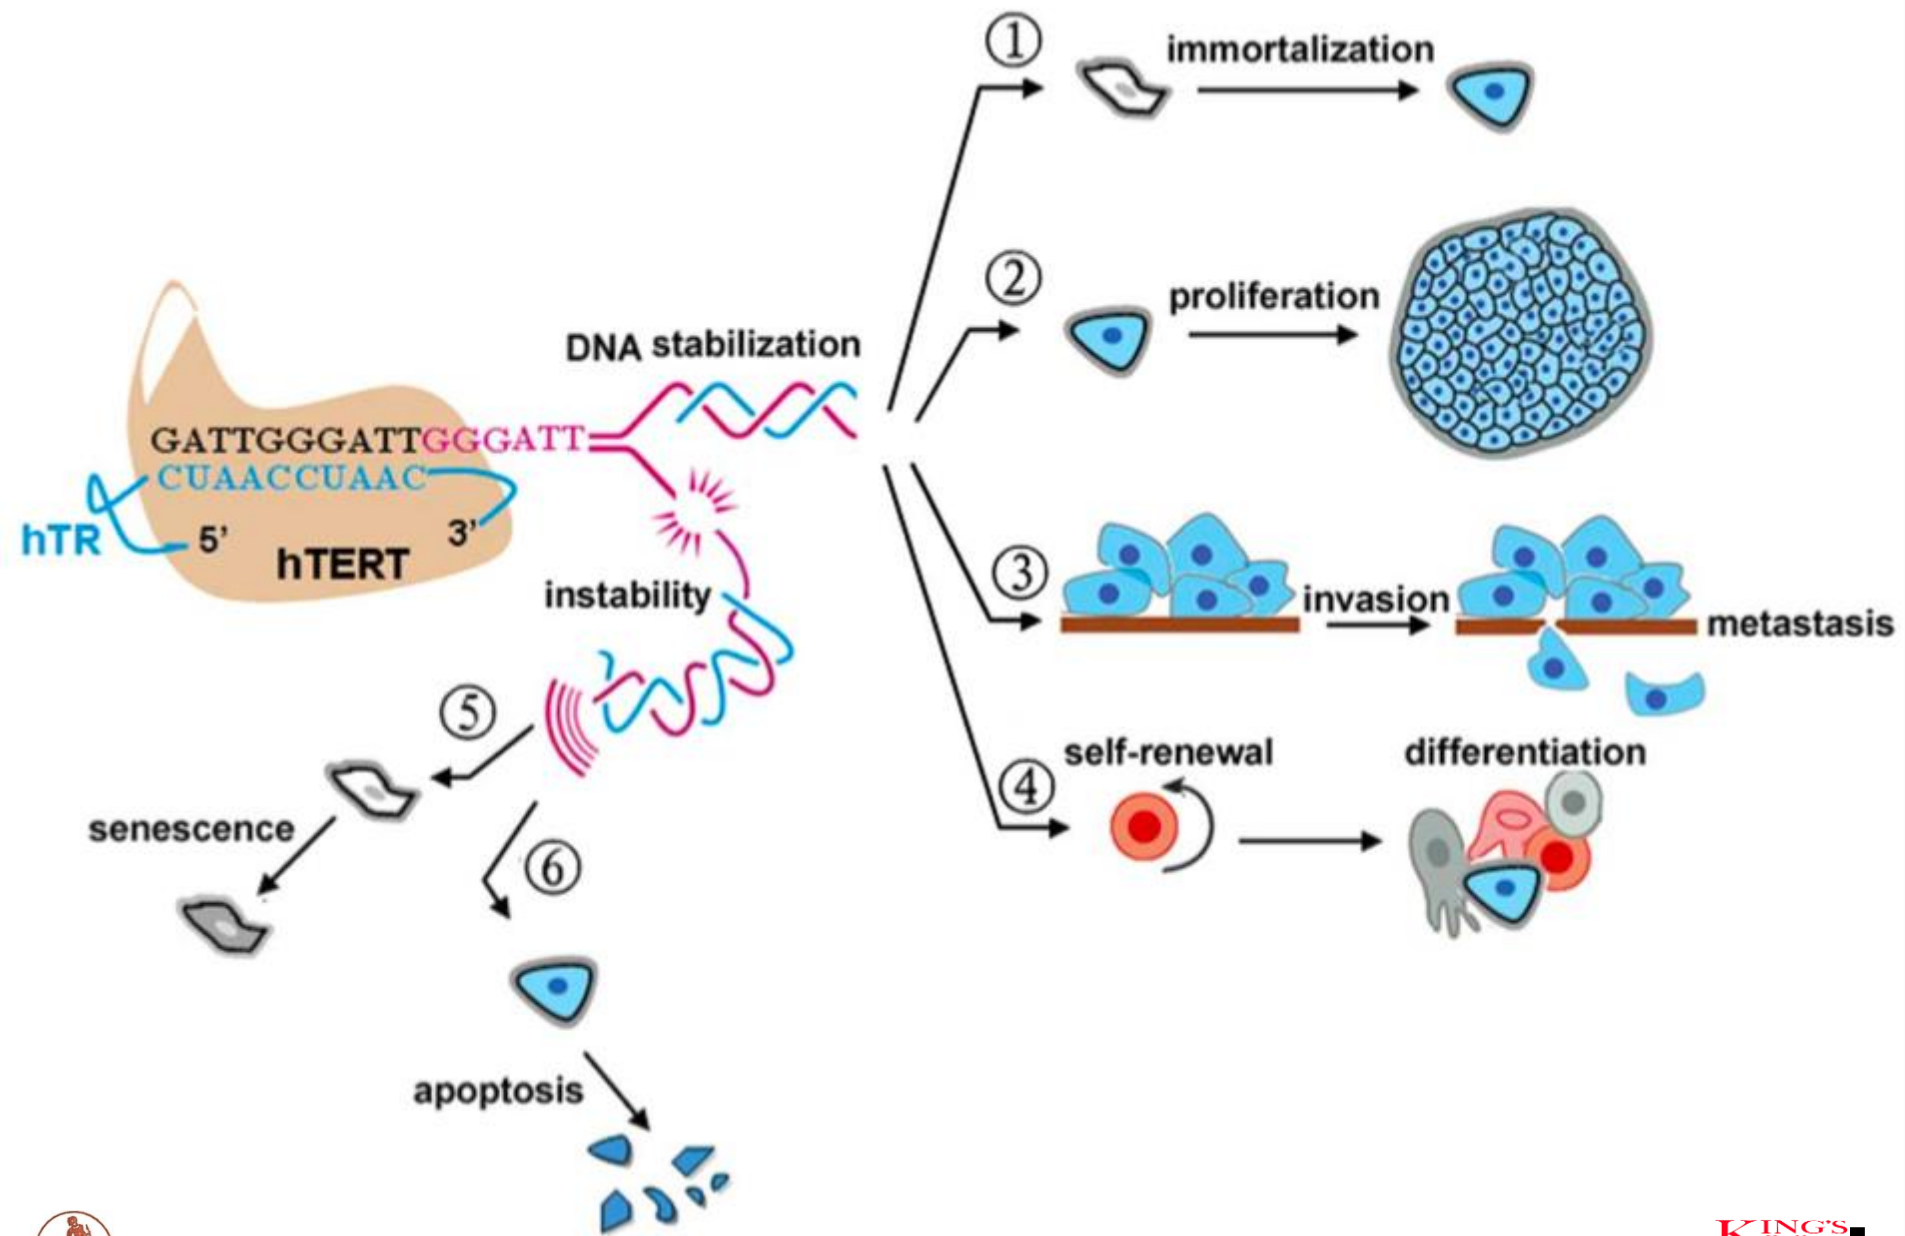 ①
immortalization
②
proliferation
DNA stabilization
GATTGGGATTGGGATT
CUAACCUAAC
hTR
5’
3’
hTERT
instability
③
invasion
metastasis
④
self-renewal
differentiation
⑤
senescence
⑥
apoptosis
KING'S